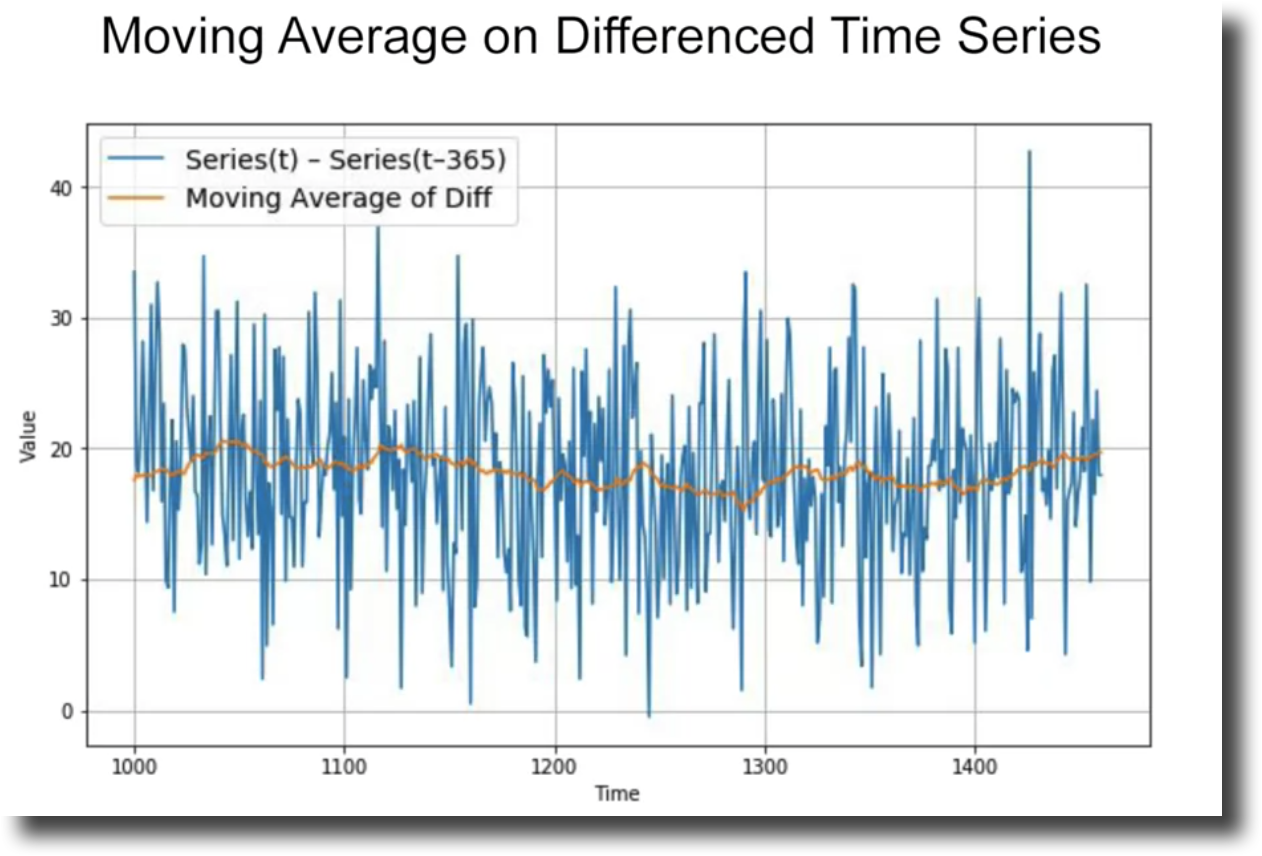 Moving Average on Differenced Time Series
Series(t) – Series(t–365)
Moving Average of Diff
40
30
20
10
0
Value
1000 1100 1200 1300 1400
Time